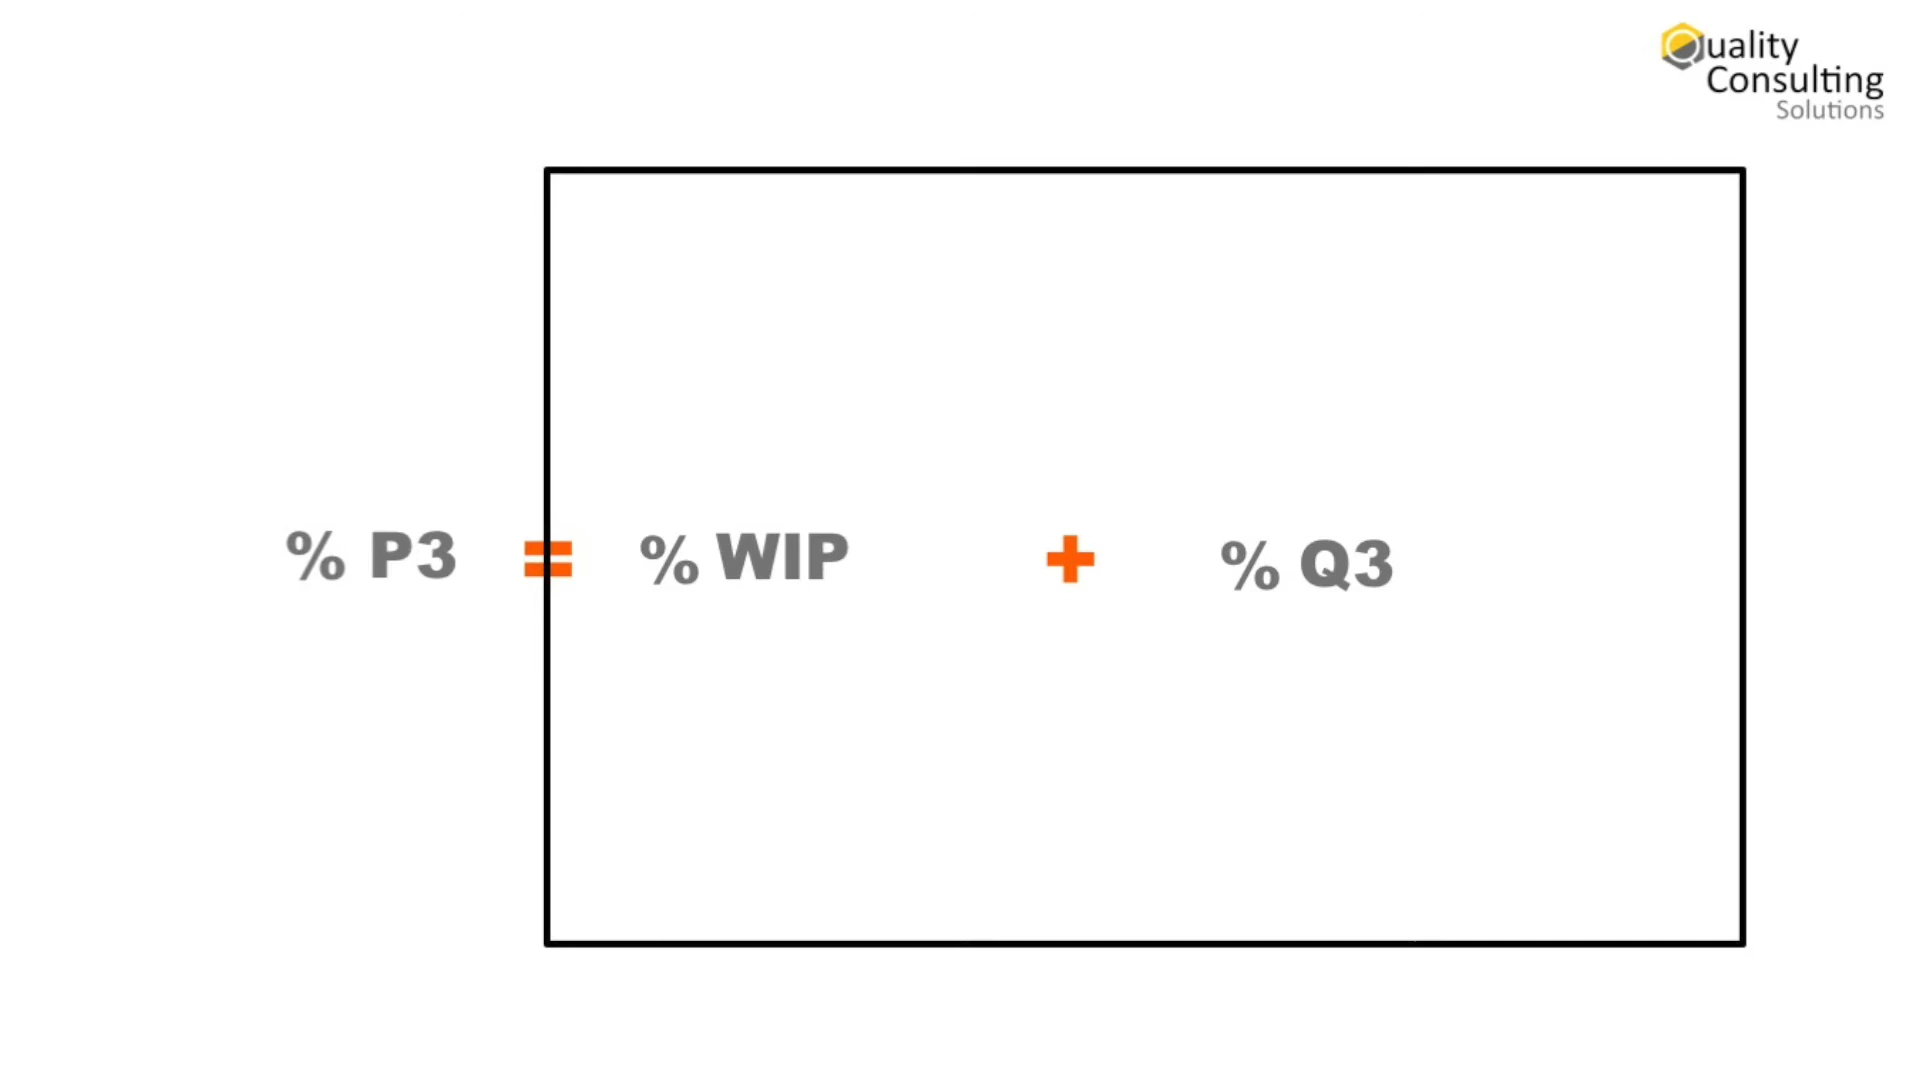 Quality
Consulting
Solutions
% P3 = % WIP + % Q3